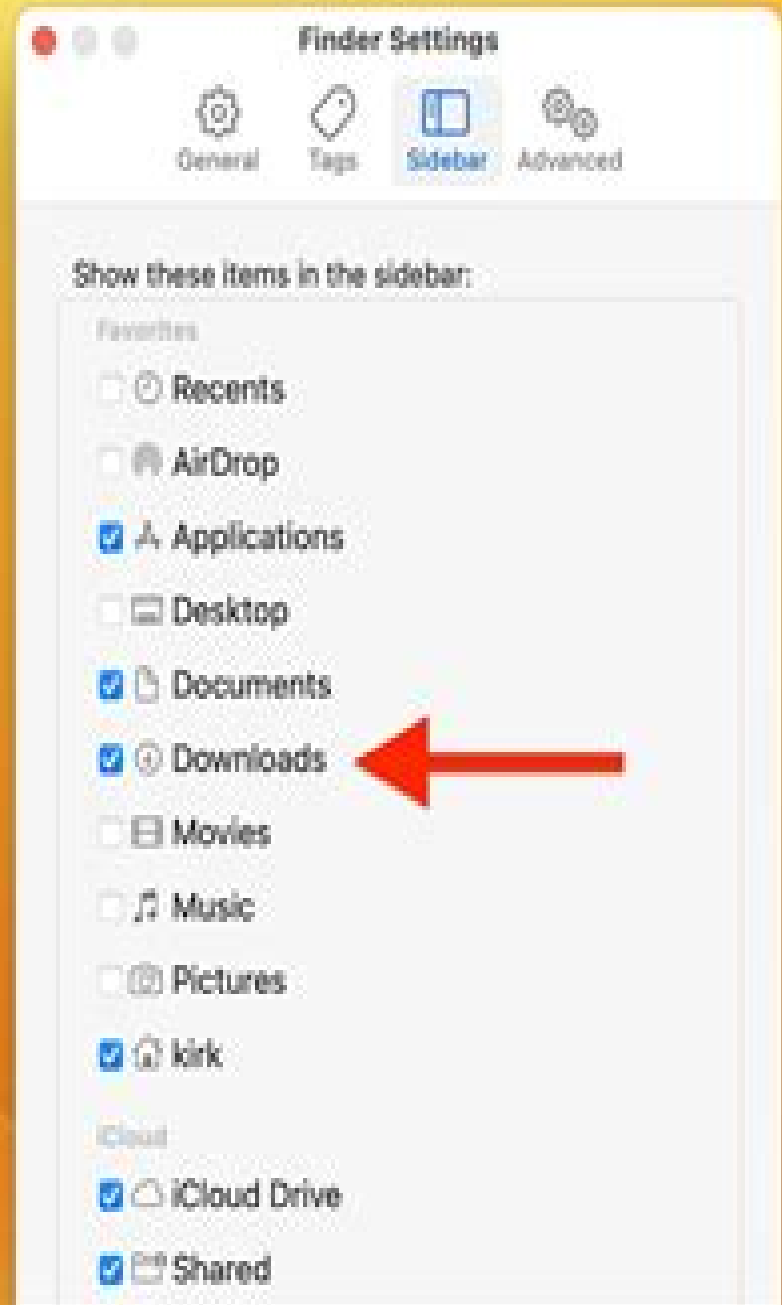 Finder Settings
General Tags Sidebar Advanced
Show these items in the sidebar:
Favorites
Recents
AirDrop
Applications
Desktop
Documents
Downloads
Movies
Music
Pictures
kirk
iCloud
iCloud Drive
Shared